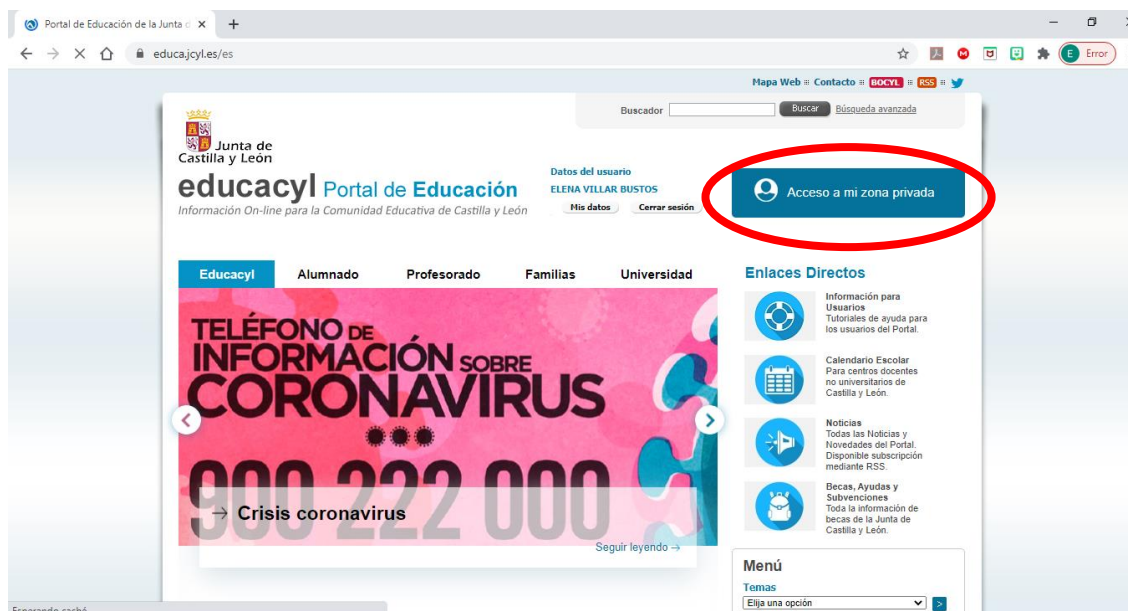 Portal de Educación de la Junta d
educa.jcyl.es/es
E Error
Mapa Web Contacto BOCYL RSS
Buscador Buscar Búsqueda avanzada
Junta de
Castilla y León
educacyl Portal de Educación
Información On-line para la Comunidad Educativa de Castilla y León
Datos del usuario
ELENA VILLAR BUSTOS
Mis datos Cerrar sesión
Acceso a mi zona privada
Educacyl Alumnado Profesorado Familias Universidad
TELÉFONO DE
INFORMACIÓN SOBRE
CORONAVIRUS
900 222 000
→ Crisis coronavirus
Seguir leyendo →
Enlaces Directos
Información para
Usuarios
Tutoriales de ayuda para
los usuarios del Portal.
Calendario Escolar
Para centros docentes
no universitarios de
Castilla y León.
Noticias
Todas las Noticias y
Novedades del Portal.
Disponible subscripción
mediante RSS.
Becas, Ayudas y
Subvenciones
Toda la información de
becas de la Junta de
Castilla y León.
Menú
Temas
Elija una opción >